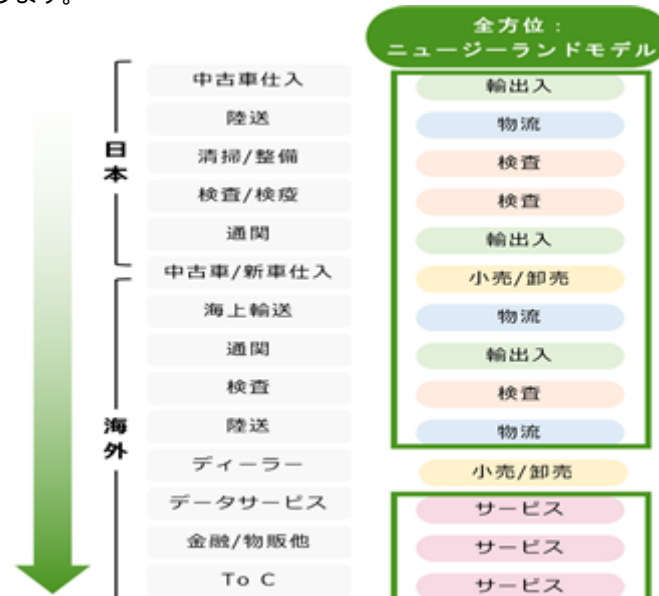 します。
全方位：
ニュージーランドモデル
日本
中古車仕入 輸出入
陸送 物流
清掃/整備 検査
検査/検疫 検査
通関 輸出入
海外
中古車/新車仕入 小売/卸売
海上輸送 物流
通関 輸出入
検査 検査
陸送 物流
ディーラー 小売/卸売
データサービス サービス
金融/物販他 サービス
To C サービス